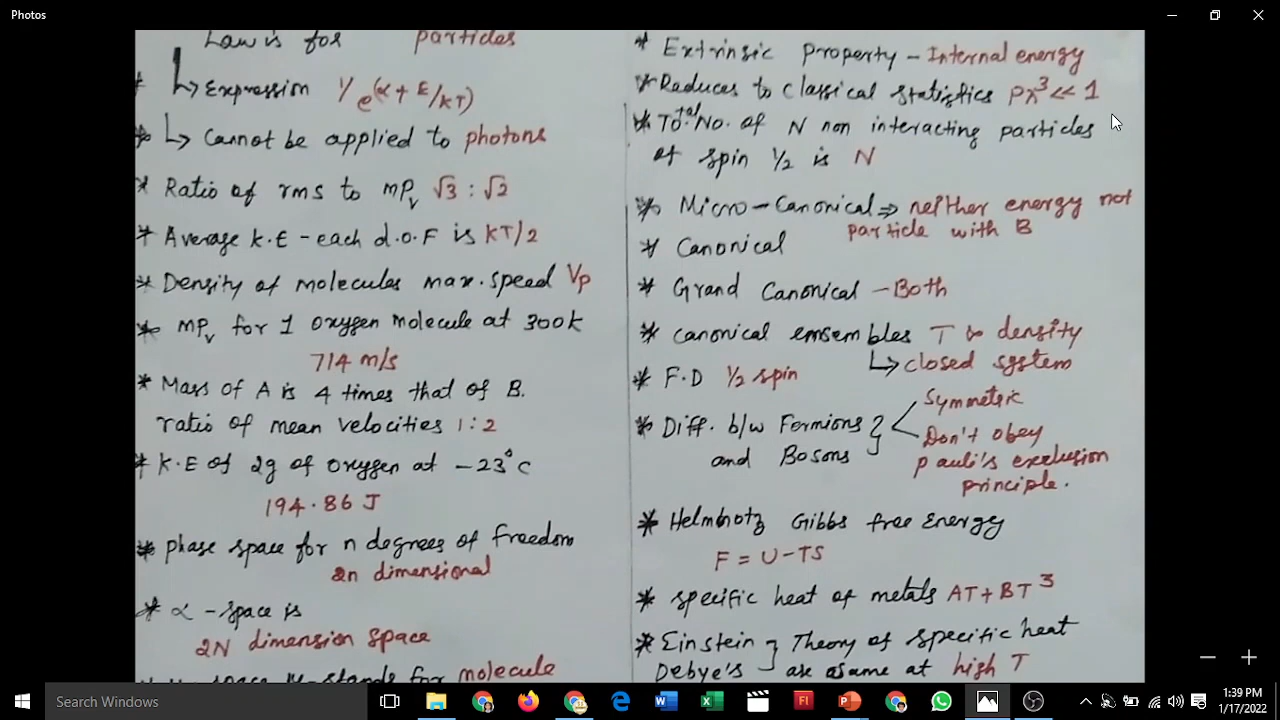 Photos
Law is for particles
* ↳ Expression 1/e^(α + E/kT)
* ↳ Cannot be applied to photons
* Ratio of rms to mPv √3 : √2
* Average k.E - each d.O.F is kT/2
* Density of molecules max. speed Vp
* mPv for 1 oxygen molecule at 300k
714 m/s
* Mass of A is 4 times that of B.
ratio of mean velocities 1:2
* K.E of 2g of oxygen at -23°C
194.86 J
* phase space for n degrees of freedom
2n dimensional
* α - space is
2N dimension space
space stands for molecule
* Extrinsic property - Internal energy
* Reduces to classical statistics ρλ³ << 1
* Total No. of N non interacting particles
of spin 1/2 is N
* Micro-Canonical ⇒ neither energy not
particle with B
* Canonical
* Grand Canonical - Both
* canonical ensembles T ∞ density
↳ closed system
* F.D 1/2 spin
* Diff. b/w Fermions } < Symmetric
and Bosons Don't obey
pauli's exclusion
principle.
* Helmhotz Gibbs free Energy
F = U - TS
* specific heat of metals AT + BT³
* Einstein } Theory of specific heat
Debye's are same at high T
Search Windows
1:39 PM
1/17/2022